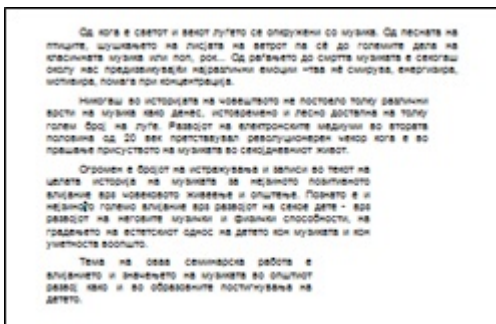 Од кога е светот и векот луѓето се опкружени со музика. Од песната на
птиците, шушкањето на лисјата на ветрот па сѐ до големите дела на
класичната музика или поп, рок... Од раѓањето до смртта музиката е секогаш
околу нас предизвикувајќи најразлични емоции –таа нѐ смирува, енергизира,
мотивира, помага при концентрација.
Никогаш во историјата на човештвото не постоело толку различни
врсти на музика како денес, истовремено и лесно достапна на толку
голем број на луѓе. Развојот на електронските медиуми во втората
половина од 20 век претставувал револуционерен чекор кога е во
прашање присуството на музиката во секојдневниот живот.
Огромен е бројот на истражувања и записи во текот на
целата историја на музиката за нејзиното позитивното
влијание врз човековото живеење и општење. Познато е и
нејзиното големо влијание врз развојот на секое дете - врз
развојот на неговите музички и физички способности, на
градењето на естетскиот однос на детето кон музиката и кон
уметноста воопшто.
Тема на оваа семинарска работа е
влијанието и значењето на музиката во општиот
развој како и во образовните постигнувања на
детето.